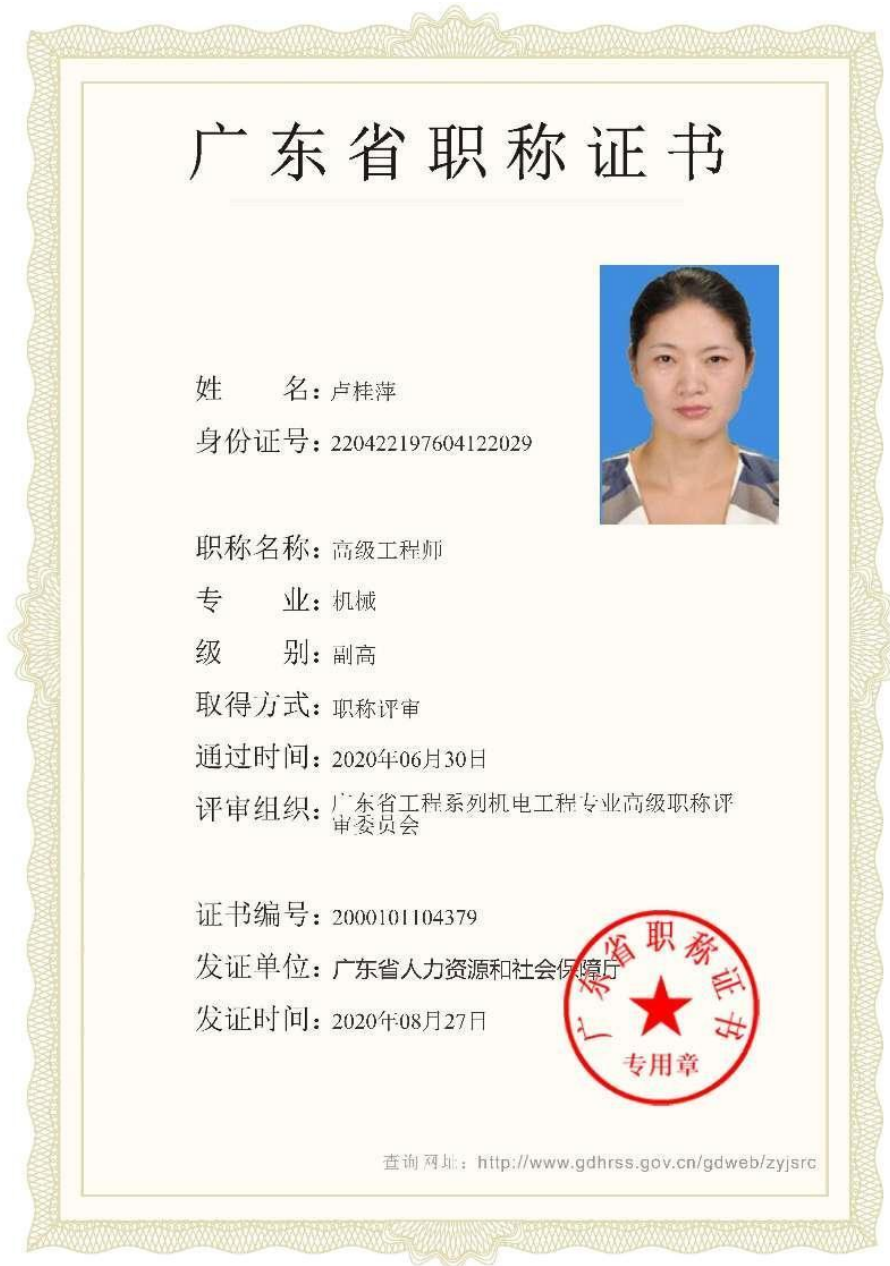 广东省职称证书
姓 名：卢桂萍
身份证号：220422197604122029
职称名称：高级工程师
专 业：机械
级 别：副高
取得方式：职称评审
通过时间：2020年06月30日
评审组织：广东省工程系列机电工程专业高级职称评
审委员会
证书编号：2000101104379
发证单位：广东省人力资源和社会保障厅
发证时间：2020年08月27日
广东省职称证书
专用章
查询网址：http://www.gdhrss.gov.cn/gdweb/zyjsrc